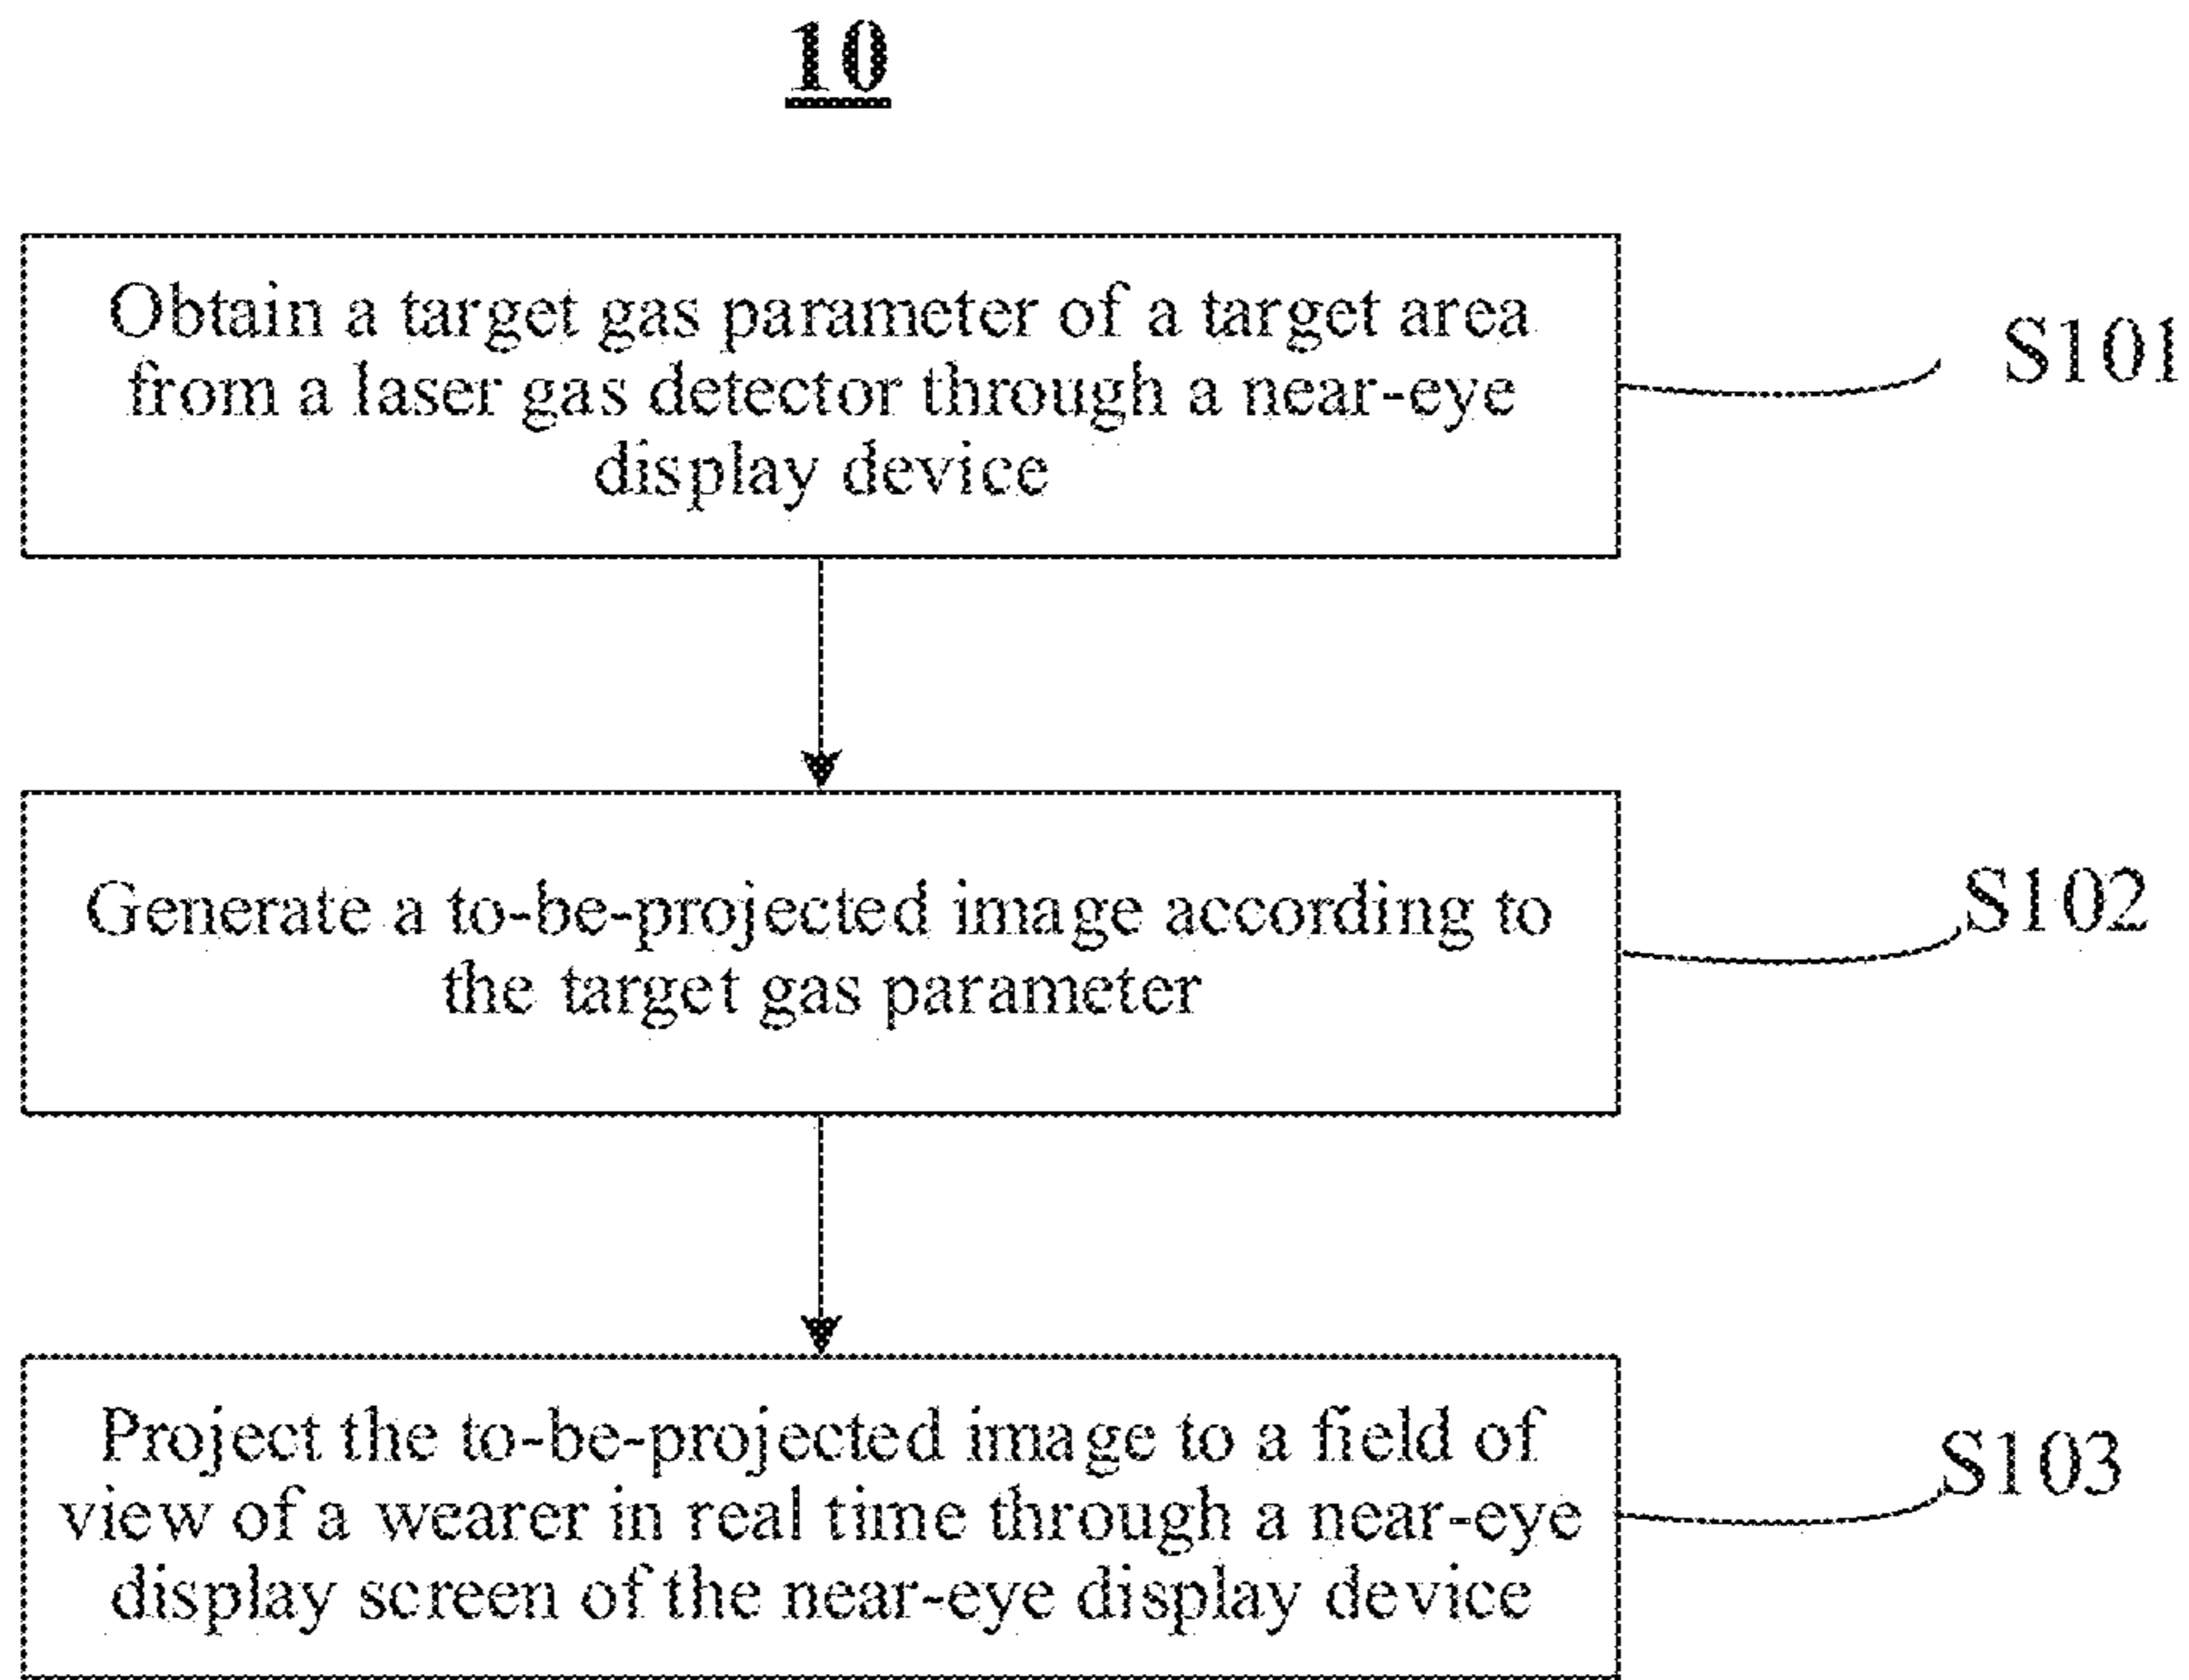 10
Obtain a target gas parameter of a target area
from a laser gas detector through a near-eye
display device
S101
Generate a to-be-projected image according to
the target gas parameter
S102
Project the to-be-projected image to a field of
view of a wearer in real time through a near-eye
display screen of the near-eye display device
S103